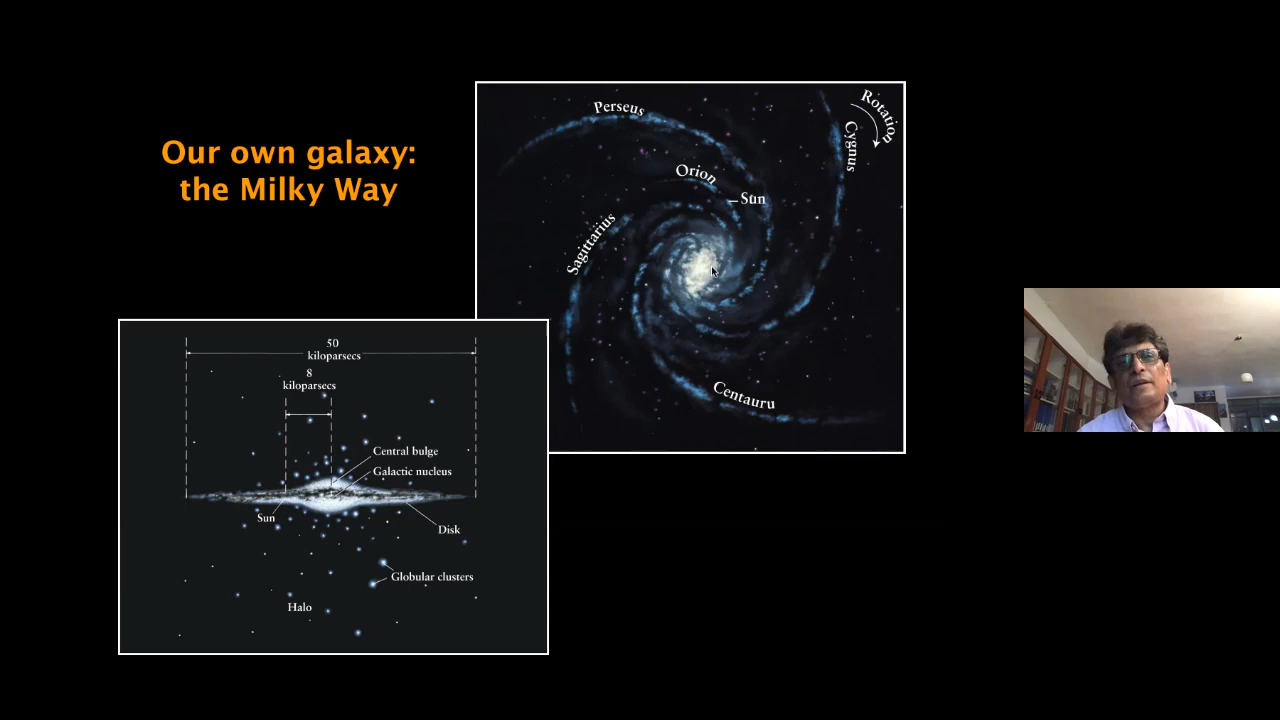 Our own galaxy:
the Milky Way
Perseus
Rotation
Cygnus
Orion
Sun
Sagittarius
Centauru
50
kiloparsecs
8
kiloparsecs
Central bulge
Galactic nucleus
Sun
Disk
Globular clusters
Halo